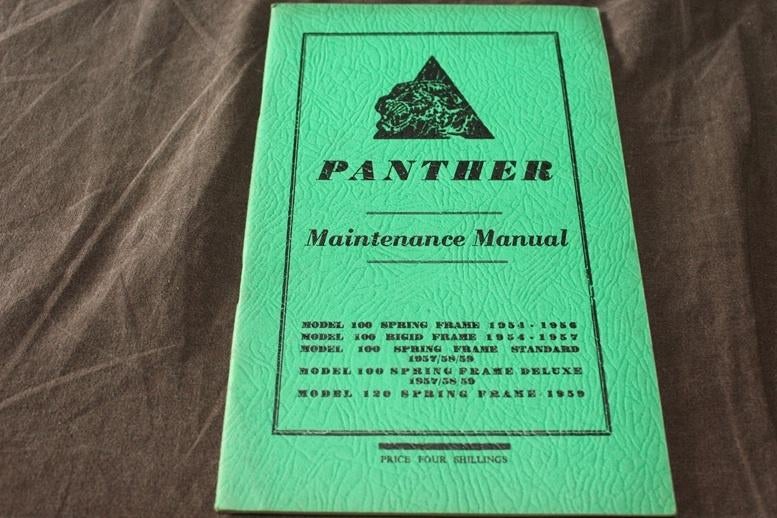 PANTHER
Maintenance Manual
MODEL 100 SPRING FRAME 1954 - 1956
MODEL 100 RIGID FRAME 1954 - 1957
MODEL 100 SPRING FRAME STANDARD
1957/58/59
MODEL 100 SPRING FRAME DELUXE
1957/58/59
MODEL 120 SPRING FRAME 1959
PRICE FOUR SHILLINGS